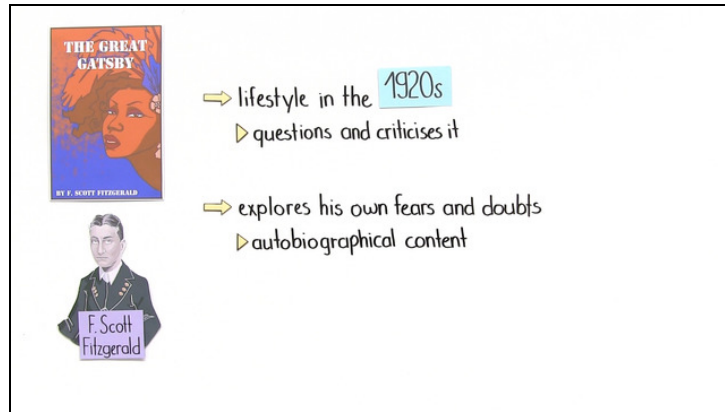 THE GREAT
GATSBY
BY F. SCOTT FITZGERALD
lifestyle in the 1920s
questions and criticises it
explores his own fears and doubts
autobiographical content
F. Scott
Fitzgerald